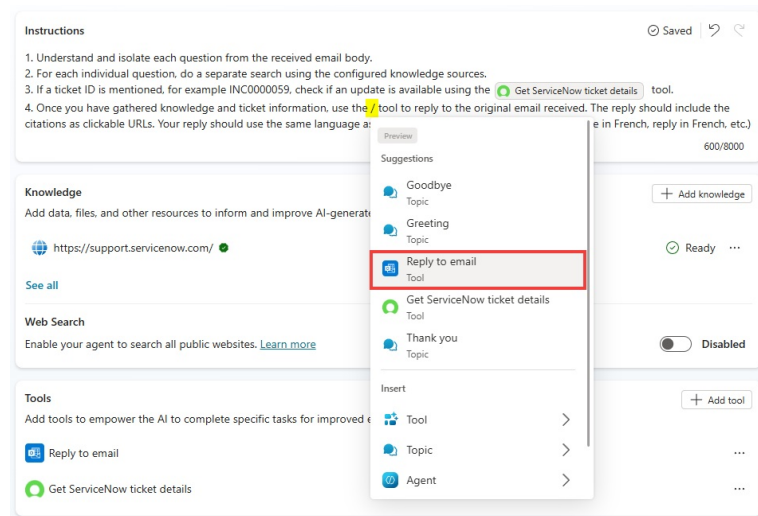 Instructions
Saved
1. Understand and isolate each question from the received email body.
2. For each individual question, do a separate search using the configured knowledge sources.
3. If a ticket ID is mentioned, for example INC0000059, check if an update is available using the Get ServiceNow ticket details tool.
4. Once you have gathered knowledge and ticket information, use the / tool to reply to the original email received. The reply should include the
citations as clickable URLs. Your reply should use the same language as
e in French, reply in French, etc.)
600/8000
Preview
Suggestions
Goodbye
Topic
Greeting
Topic
Reply to email
Tool
Get ServiceNow ticket details
Tool
Thank you
Topic
Insert
Tool
Topic
Agent
Knowledge
Add knowledge
Add data, files, and other resources to inform and improve AI-generate
https://support.servicenow.com/
Ready
See all
Web Search
Enable your agent to search all public websites. Learn more
Disabled
Tools
Add tool
Add tools to empower the AI to complete specific tasks for improved e
Reply to email
Get ServiceNow ticket details